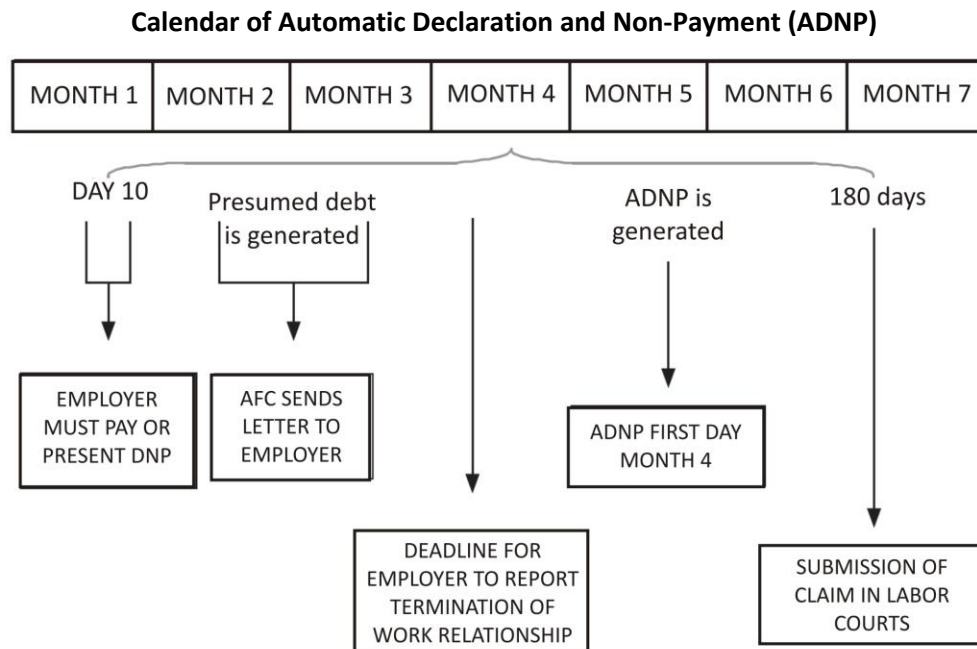 Calendar of Automatic Declaration and Non-Payment (ADNP)
MONTH 1 MONTH 2 MONTH 3 MONTH 4 MONTH 5 MONTH 6 MONTH 7
DAY 10
Presumed debt
is generated
ADNP is
generated
180 days
EMPLOYER
MUST PAY OR
PRESENT DNP
AFC SENDS
LETTER TO
EMPLOYER
ADNP FIRST DAY
MONTH 4
DEADLINE FOR
EMPLOYER TO REPORT
TERMINATION OF
WORK RELATIONSHIP
SUBMISSION OF
CLAIM IN LABOR
COURTS